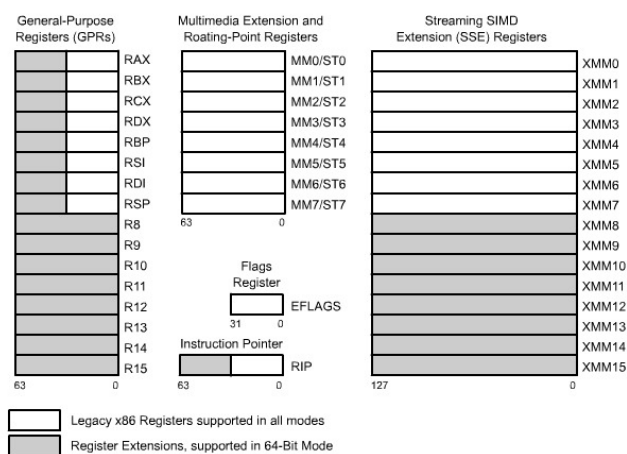 General-Purpose
Registers (GPRs)
RAX
RBX
RCX
RDX
RBP
RSI
RDI
RSP
R8
R9
R10
R11
R12
R13
R14
R15
63 0
Multimedia Extension and
Roating-Point Registers
MM0/ST0
MM1/ST1
MM2/ST2
MM3/ST3
MM4/ST4
MM5/ST5
MM6/ST6
MM7/ST7
63 0
Flags
Register
EFLAGS
31 0
Instruction Pointer
RIP
63 0
Streaming SIMD
Extension (SSE) Registers
XMM0
XMM1
XMM2
XMM3
XMM4
XMM5
XMM6
XMM7
XMM8
XMM9
XMM10
XMM11
XMM12
XMM13
XMM14
XMM15
127 0
Legacy x86 Registers supported in all modes
Register Extensions, supported in 64-Bit Mode